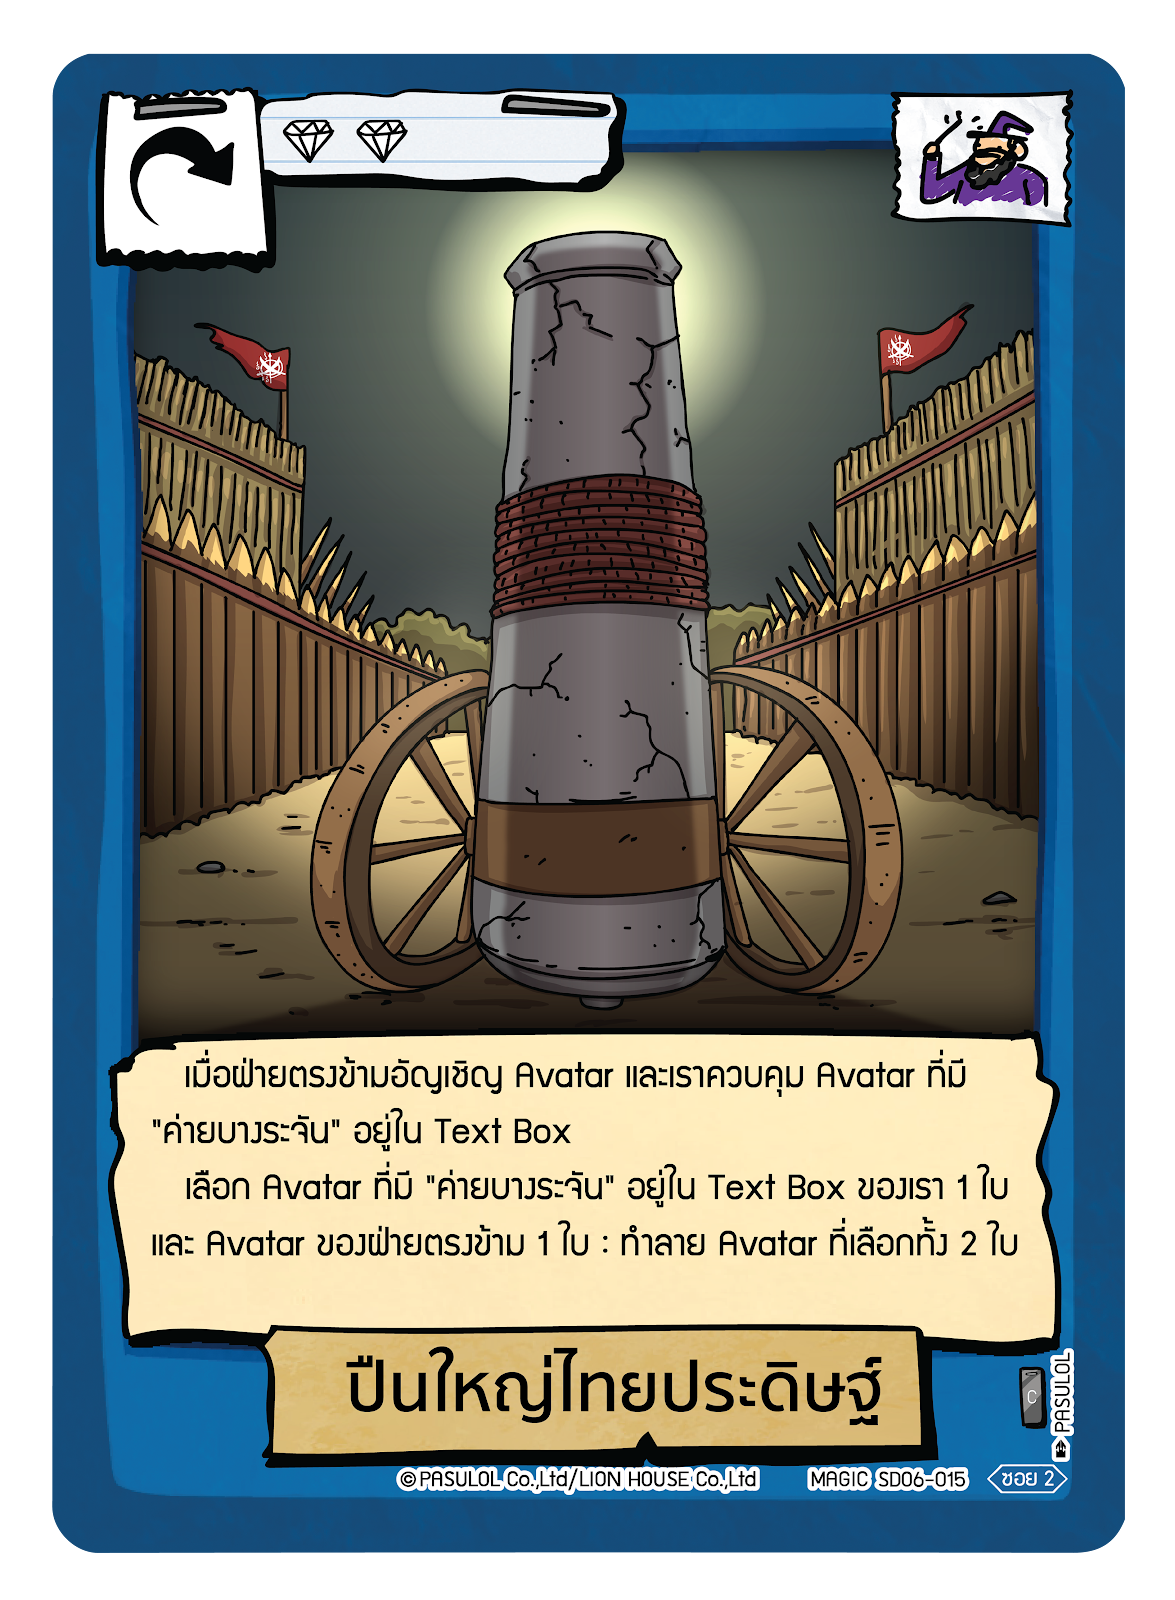 เมื่อฝ่ายตรงข้ามอัญเชิญ Avatar และเราควบคุม Avatar ที่มี
"ค่ายบางระจัน" อยู่ใน Text Box
เลือก Avatar ที่มี "ค่ายบางระจัน" อยู่ใน Text Box ของเรา 1 ใบ
และ Avatar ของฝ่ายตรงข้าม 1 ใบ : ทำลาย Avatar ที่เลือกทั้ง 2 ใบ
ปืนใหญ่ไทยประดิษฐ์
C
PASULOL
© PASULOL Co.,Ltd/LION HOUSE Co.,Ltd
MAGIC SD06-015
ซอย 2